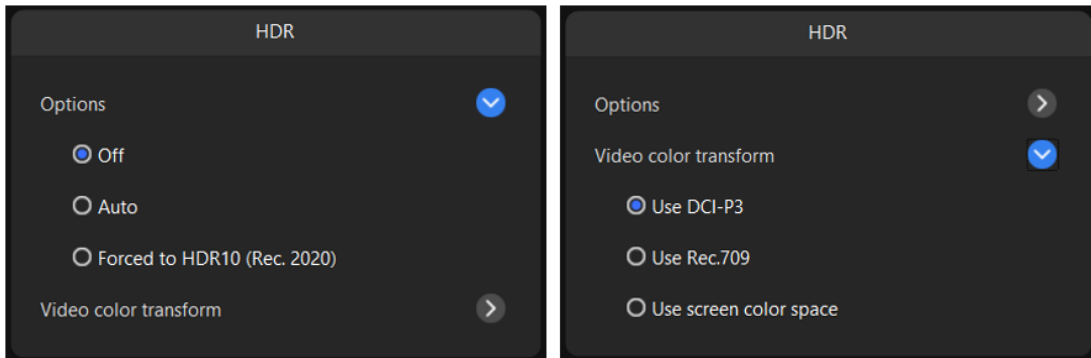 HDR
Options
Off
Auto
Forced to HDR10 (Rec. 2020)
Video color transform
HDR
Options
Video color transform
Use DCI-P3
Use Rec.709
Use screen color space